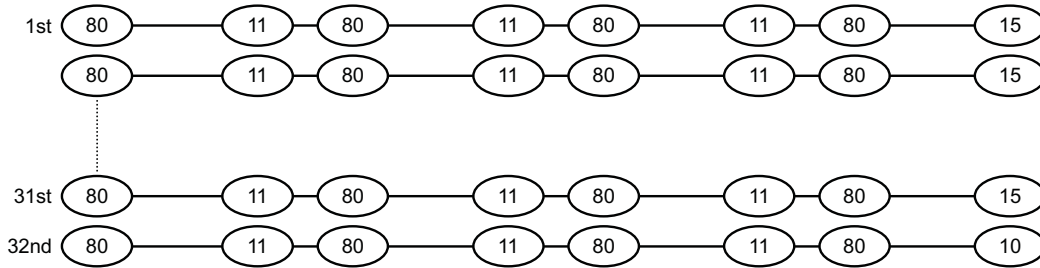 1st 80 11 80 11 80 11 80 15
80 11 80 11 80 11 80 15
31st 80 11 80 11 80 11 80 15
32nd 80 11 80 11 80 11 80 10